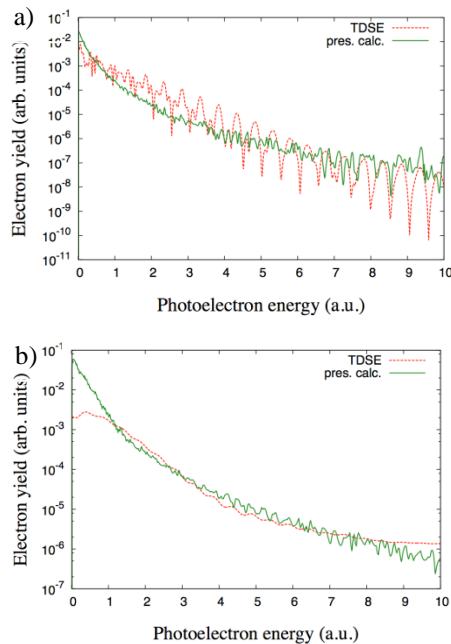 a)
TDSE
pres. calc.
Electron yield (arb. units)
10^-1
10^-2
10^-3
10^-4
10^-5
10^-6
10^-7
10^-8
10^-9
10^-10
10^-11
0 1 2 3 4 5 6 7 8 9 10
Photoelectron energy (a.u.)
b)
TDSE
pres. calc.
Electron yield (arb. units)
10^-1
10^-2
10^-3
10^-4
10^-5
10^-6
10^-7
0 1 2 3 4 5 6 7 8 9 10
Photoelectron energy (a.u.)